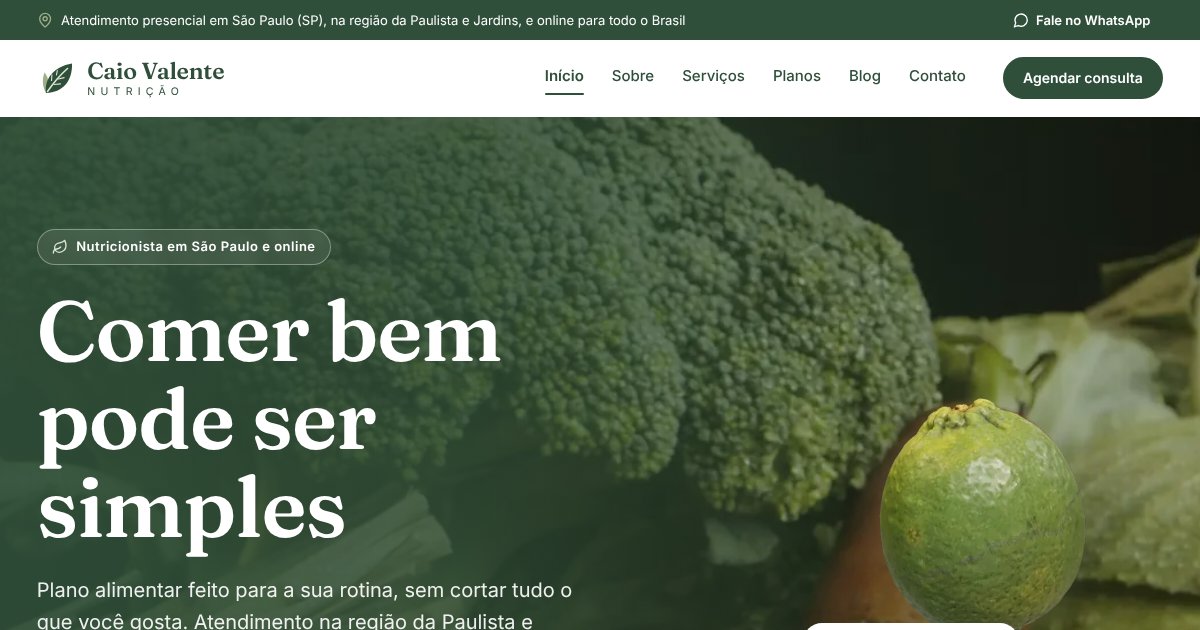 Atendimento presencial em São Paulo (SP), na região da Paulista e Jardins, e online para todo o Brasil
Fale no WhatsApp
Caio Valente
NUTRIÇÃO
Início
Sobre
Serviços
Planos
Blog
Contato
Agendar consulta
Nutricionista em São Paulo e online
Comer bem
pode ser
simples
Plano alimentar feito para a sua rotina, sem cortar tudo o
que você gosta. Atendimento na região da Paulista e